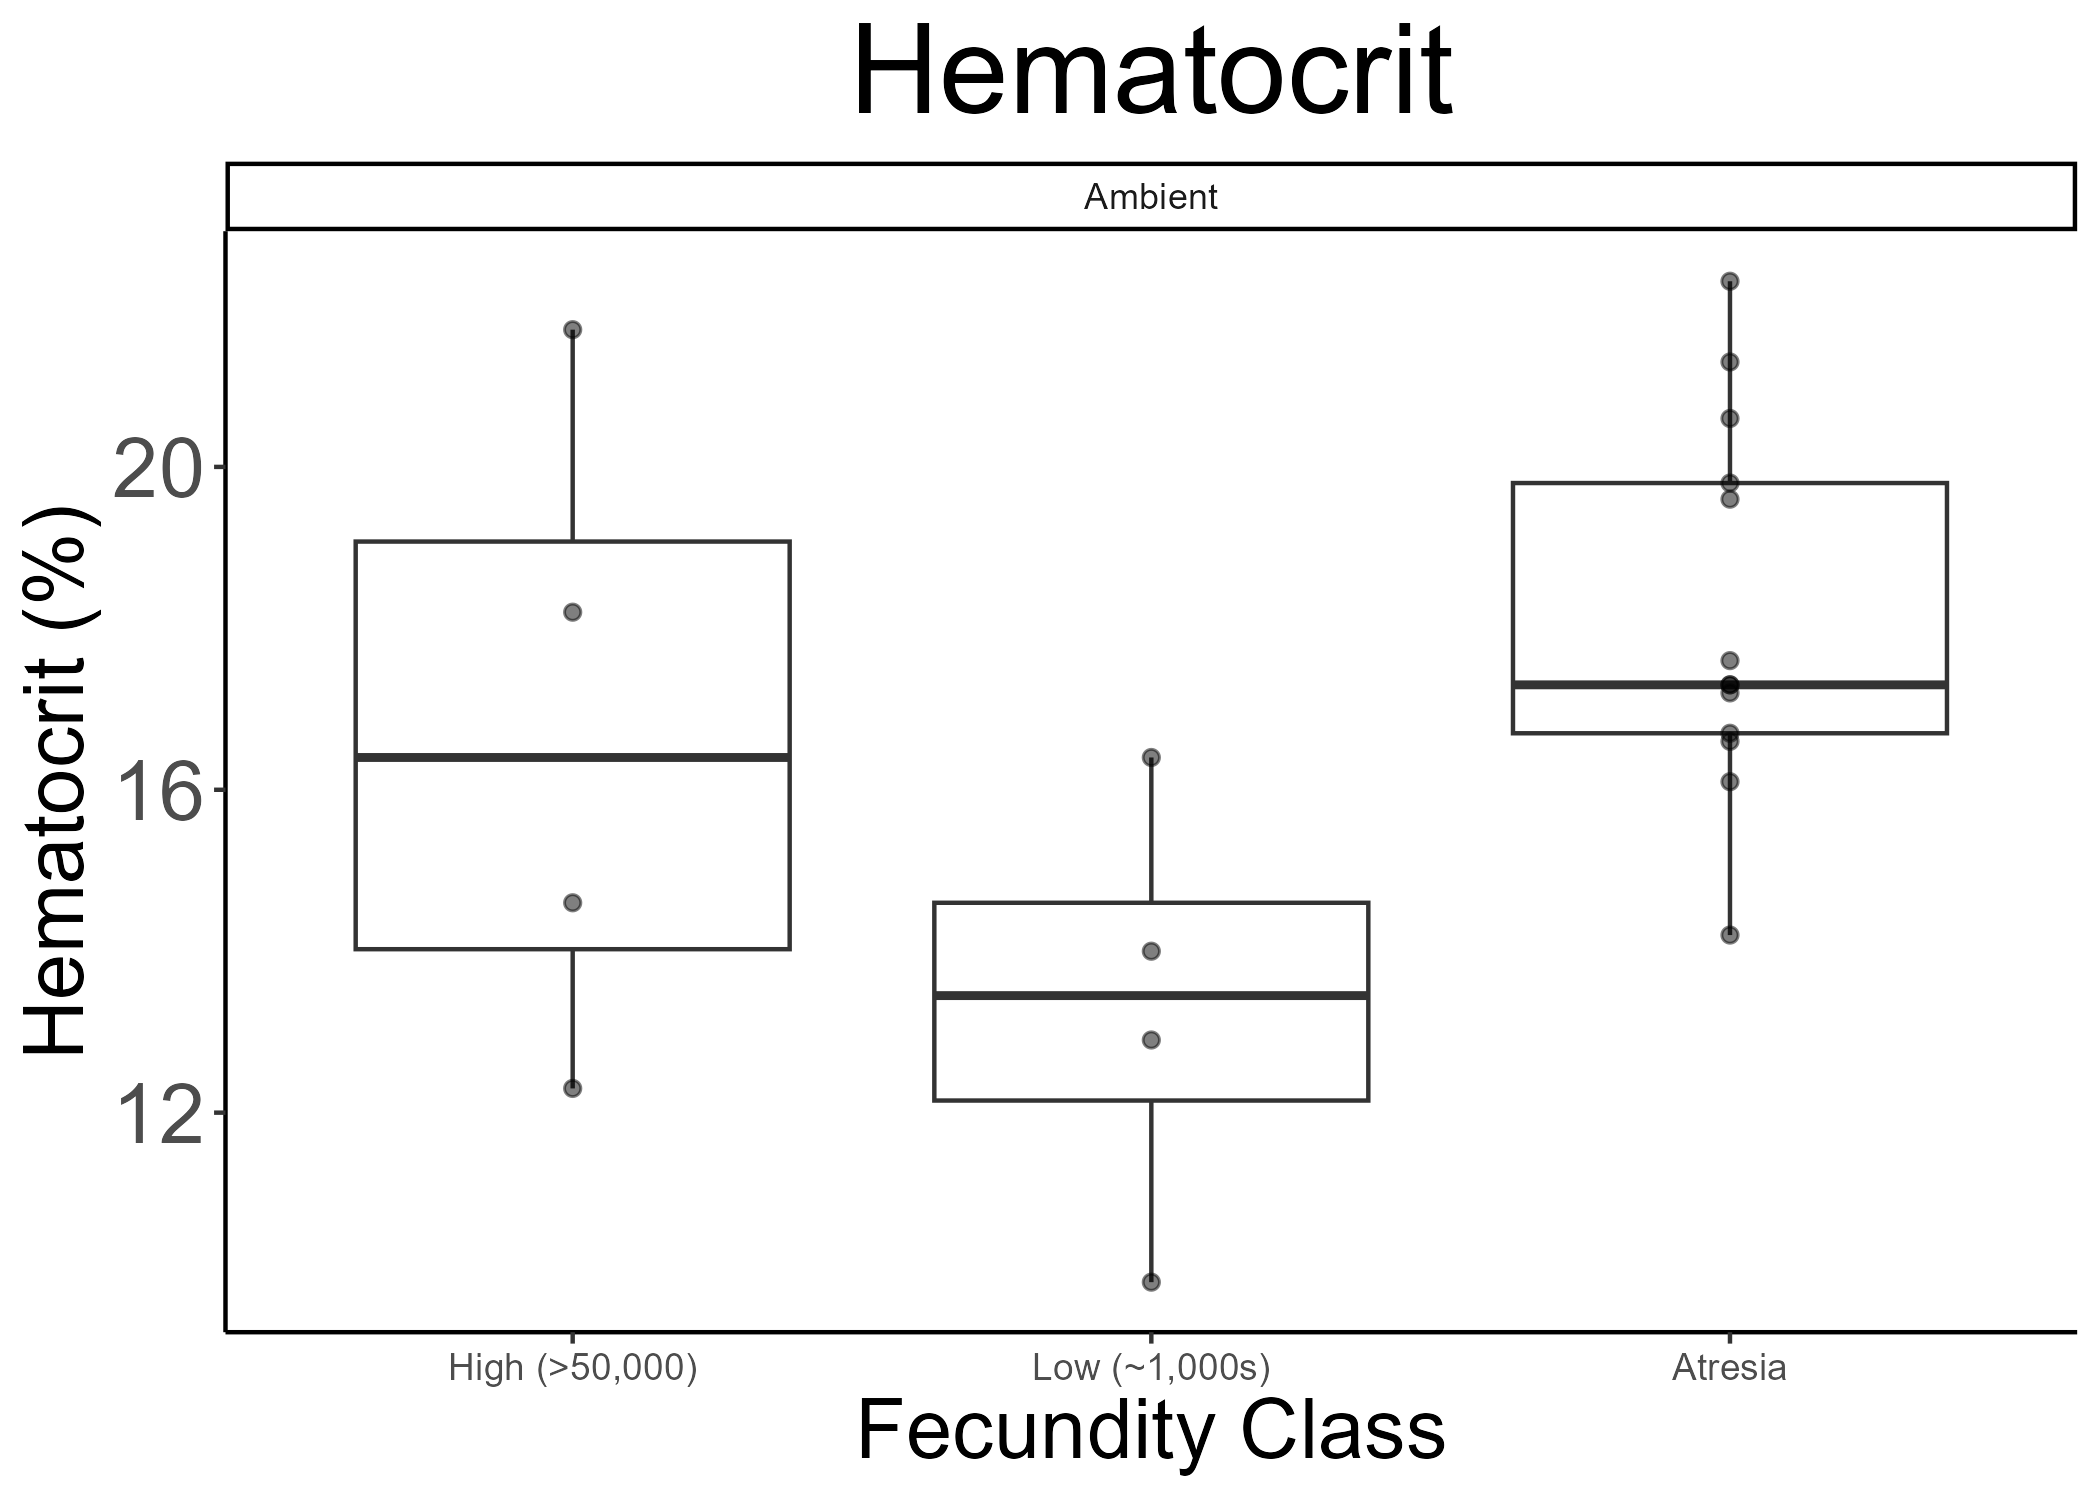 Hematocrit
Ambient
Hematocrit (%)
20
16
12
High (>50,000)
Low (~1,000s)
Atresia
Fecundity Class